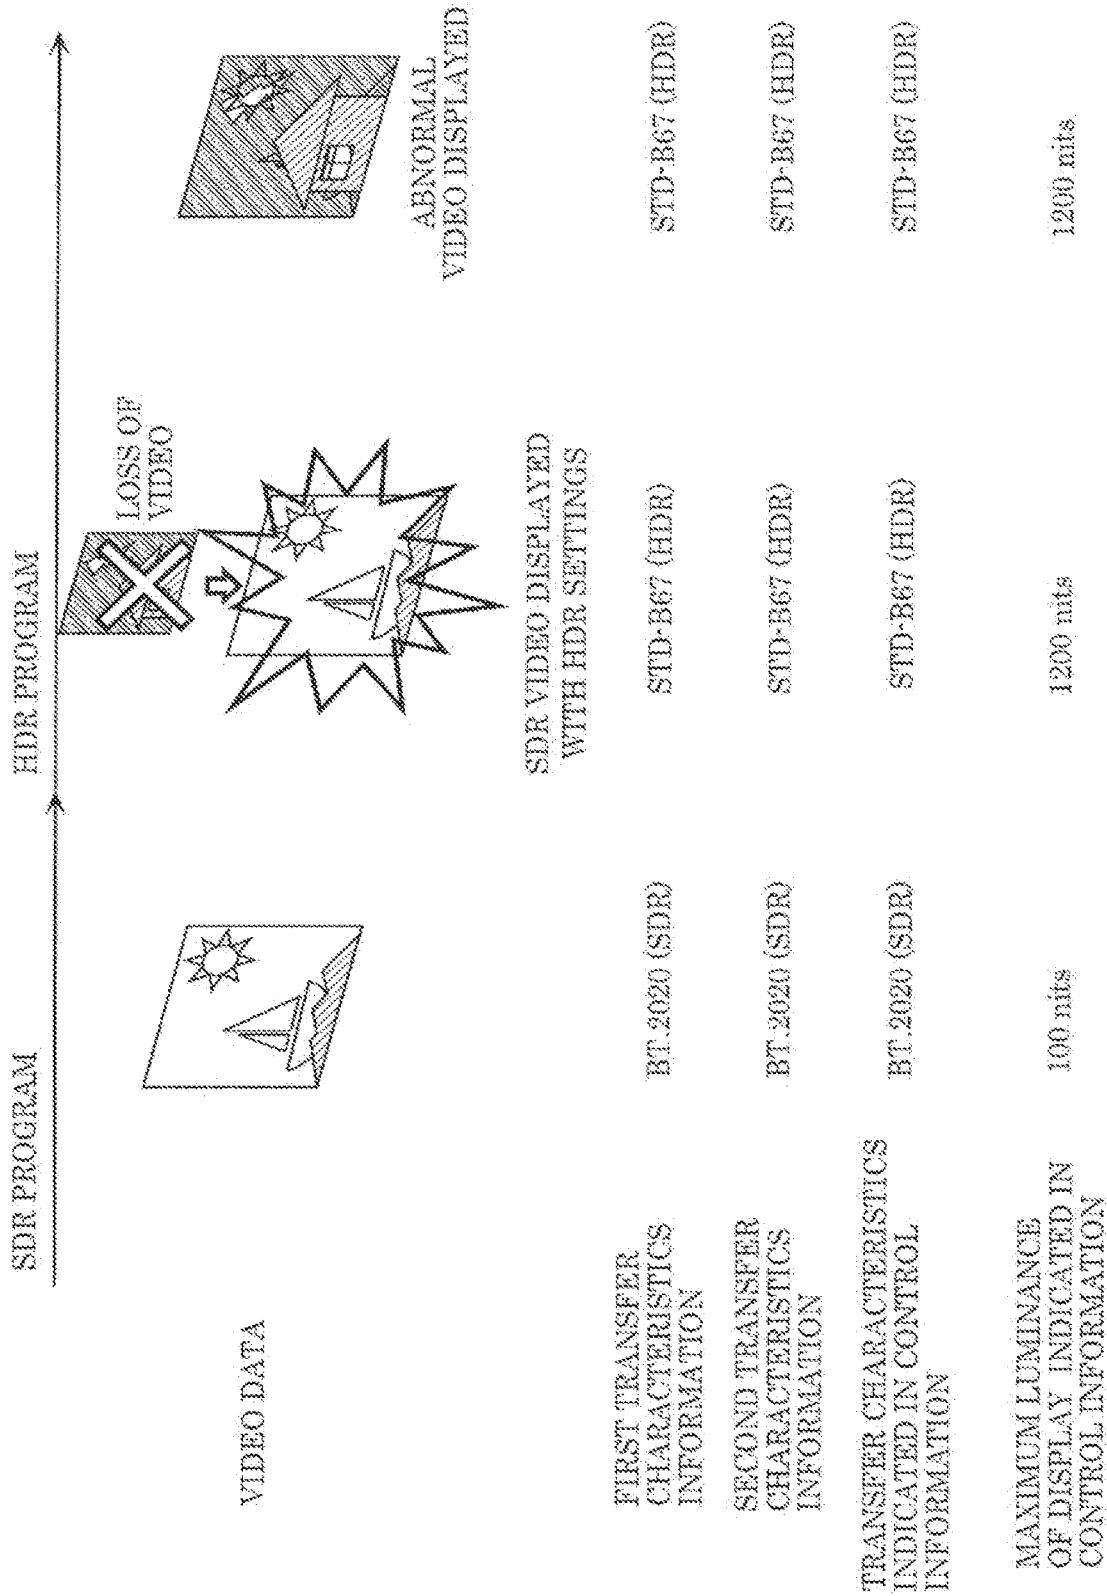 SDR PROGRAM
HDR PROGRAM
VIDEO DATA
LOSS OF
VIDEO
SDR VIDEO DISPLAYED
WITH HDR SETTINGS
ABNORMAL
VIDEO DISPLAYED
FIRST TRANSFER
CHARACTERISTICS
INFORMATION
BT.2020 (SDR)
STD-B67 (HDR)
STD-B67 (HDR)
SECOND TRANSFER
CHARACTERISTICS
INFORMATION
BT.2020 (SDR)
STD-B67 (HDR)
STD-B67 (HDR)
TRANSFER CHARACTERISTICS
INDICATED IN CONTROL
INFORMATION
BT.2020 (SDR)
STD-B67 (HDR)
STD-B67 (HDR)
MAXIMUM LUMINANCE
OF DISPLAY INDICATED IN
CONTROL INFORMATION
100 nits
1200 nits
1200 nits